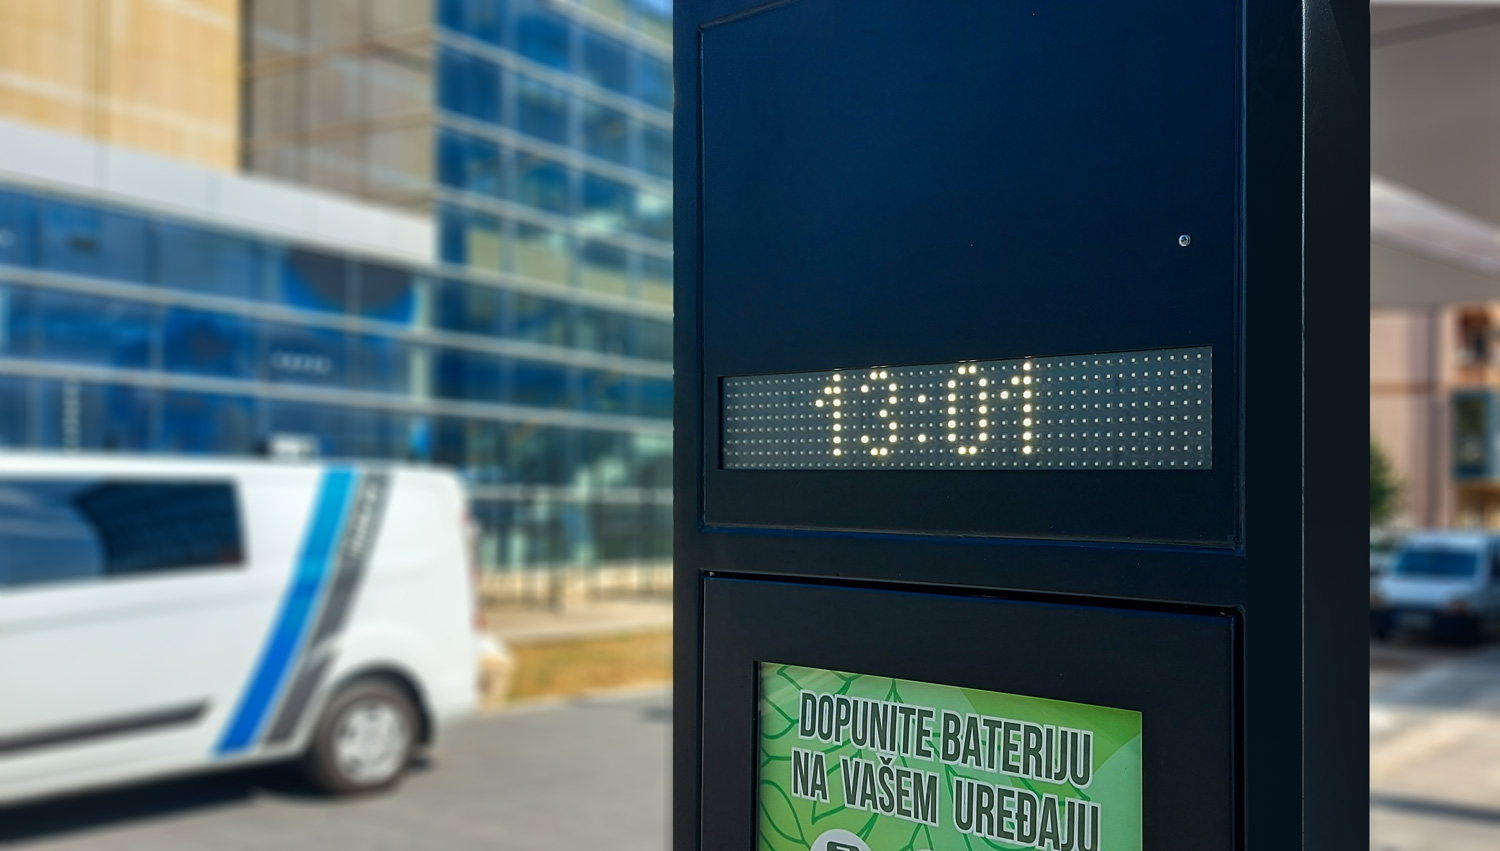 13:01
DOPUNITE BATERIJU
NA VAŠEM UREĐAJU